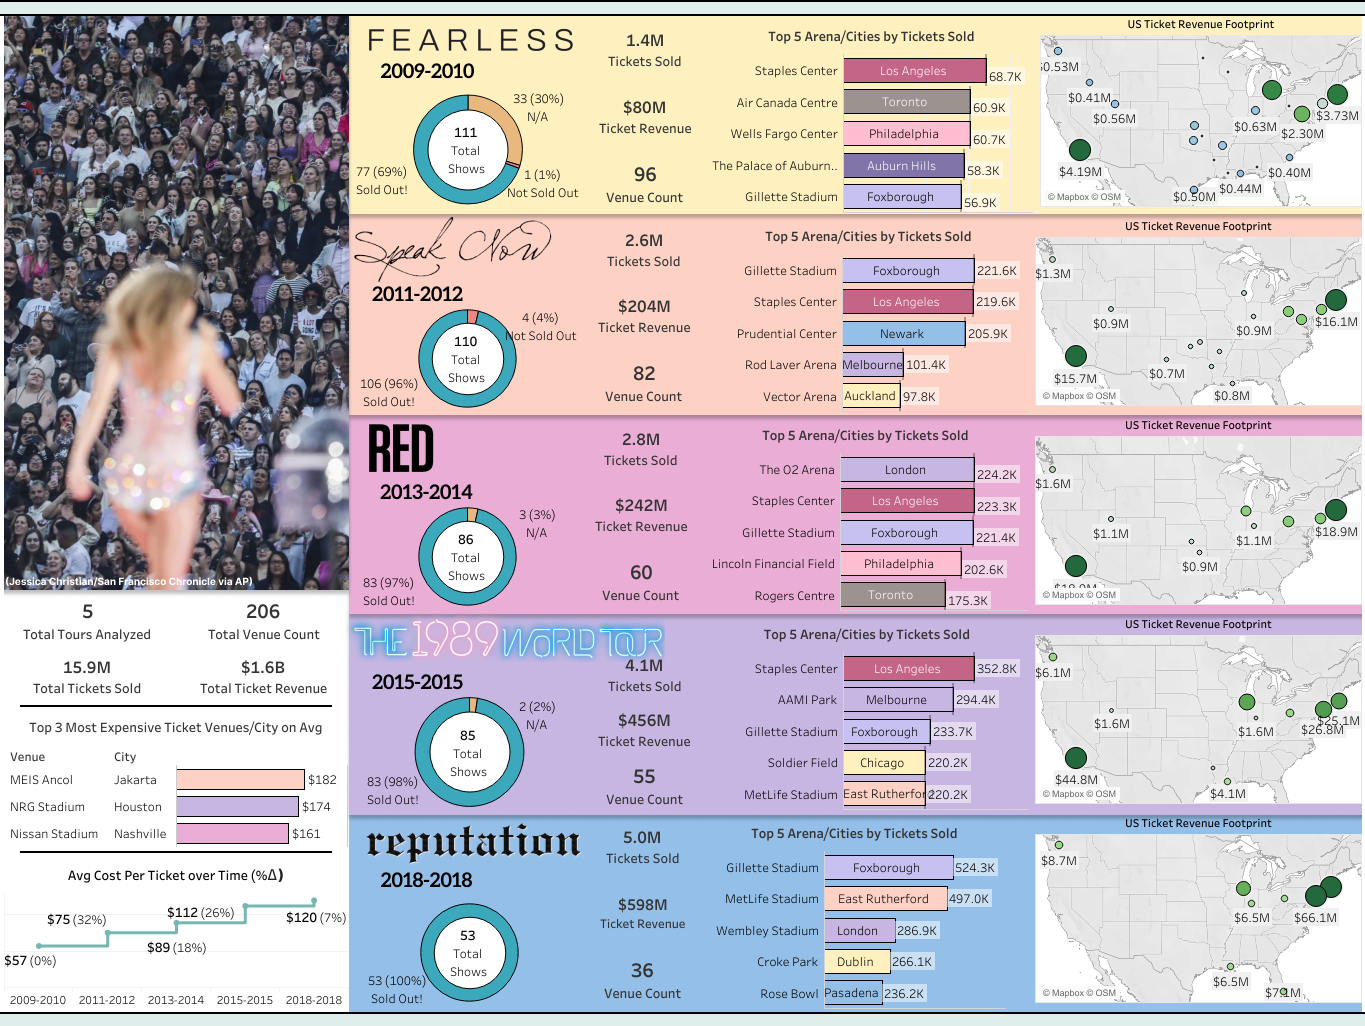 (Jessica Christian/San Francisco Chronicle via AP)
5
Total Tours Analyzed
206
Total Venue Count
15.9M
Total Tickets Sold
$1.6B
Total Ticket Revenue
Top 3 Most Expensive Ticket Venues/City on Avg
Venue City
MEIS Ancol Jakarta $182
NRG Stadium Houston $174
Nissan Stadium Nashville $161
Avg Cost Per Ticket over Time (%Δ)
$57 (0%)
$75 (32%)
$89 (18%)
$112 (26%)
$120 (7%)
2009-2010 2011-2012 2013-2014 2015-2015 2018-2018
FEARLESS
2009-2010
111
Total
Shows
33 (30%)
N/A
1 (1%)
Not Sold Out
77 (69%)
Sold Out!
1.4M
Tickets Sold
$80M
Ticket Revenue
96
Venue Count
Top 5 Arena/Cities by Tickets Sold
Staples Center Los Angeles 68.7K
Air Canada Centre Toronto 60.9K
Wells Fargo Center Philadelphia 60.7K
The Palace of Auburn.. Auburn Hills 58.3K
Gillette Stadium Foxborough 56.9K
US Ticket Revenue Footprint
$0.41M
$0.56M
$4.19M
$0.63M
$2.30M
$3.73M
$0.40M
$0.44M
$0.50M
© Mapbox © OSM
Speak Now
2011-2012
110
Total
Shows
4 (4%)
Not Sold Out
106 (96%)
Sold Out!
2.6M
Tickets Sold
$204M
Ticket Revenue
82
Venue Count
Top 5 Arena/Cities by Tickets Sold
Gillette Stadium Foxborough 221.6K
Staples Center Los Angeles 219.6K
Prudential Center Newark 205.9K
Rod Laver Arena Melbourne 101.4K
Vector Arena Auckland 97.8K
US Ticket Revenue Footprint
$1.3M
$0.9M
$15.7M
$0.9M
$16.1M
$0.7M
$0.8M
© Mapbox © OSM
RED
2013-2014
86
Total
Shows
3 (3%)
N/A
83 (97%)
Sold Out!
2.8M
Tickets Sold
$242M
Ticket Revenue
60
Venue Count
Top 5 Arena/Cities by Tickets Sold
The O2 Arena London 224.2K
Staples Center Los Angeles 223.3K
Gillette Stadium Foxborough 221.4K
Lincoln Financial Field Philadelphia 202.6K
Rogers Centre Toronto 175.3K
US Ticket Revenue Footprint
$1.6M
$1.1M
$1.1M
$18.9M
$0.9M
© Mapbox © OSM
THE 1989 WORLD TOUR
2015-2015
85
Total
Shows
2 (2%)
N/A
83 (98%)
Sold Out!
4.1M
Tickets Sold
$456M
Ticket Revenue
55
Venue Count
Top 5 Arena/Cities by Tickets Sold
Staples Center Los Angeles 352.8K
AAMI Park Melbourne 294.4K
Gillette Stadium Foxborough 233.7K
Soldier Field Chicago 220.2K
MetLife Stadium East Rutherfor 220.2K
US Ticket Revenue Footprint
$6.1M
$1.6M
$44.8M
$1.6M
$25.1M
$26.8M
$4.1M
© Mapbox © OSM
reputation
2018-2018
53
Total
Shows
53 (100%)
Sold Out!
5.0M
Tickets Sold
$598M
Ticket Revenue
36
Venue Count
Top 5 Arena/Cities by Tickets Sold
Gillette Stadium Foxborough 524.3K
MetLife Stadium East Rutherford 497.0K
Wembley Stadium London 286.9K
Croke Park Dublin 266.1K
Rose Bowl Pasadena 236.2K
US Ticket Revenue Footprint
$8.7M
$6.5M
$66.1M
$6.5M
© Mapbox © OSM